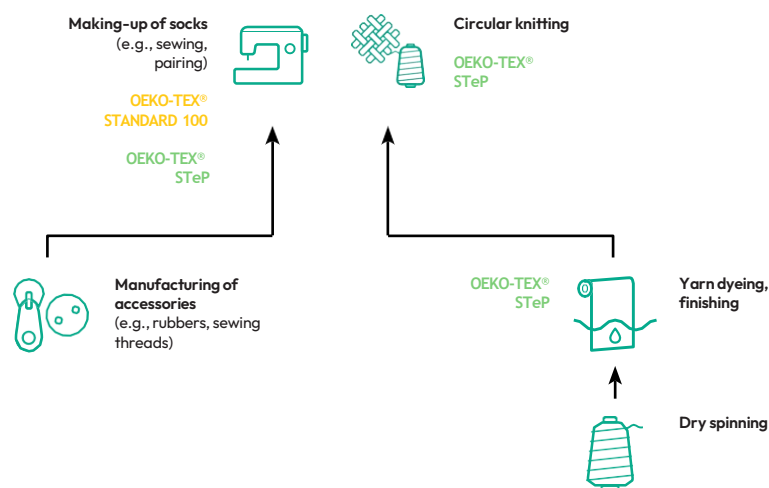 Making-up of socks
(e.g., sewing,
pairing)
OEKO-TEX®
STANDARD 100
OEKO-TEX®
STeP
Circular knitting
OEKO-TEX®
STeP
Manufacturing of
accessories
(e.g., rubbers, sewing
threads)
OEKO-TEX®
STeP
Yarn dyeing,
finishing
Dry spinning